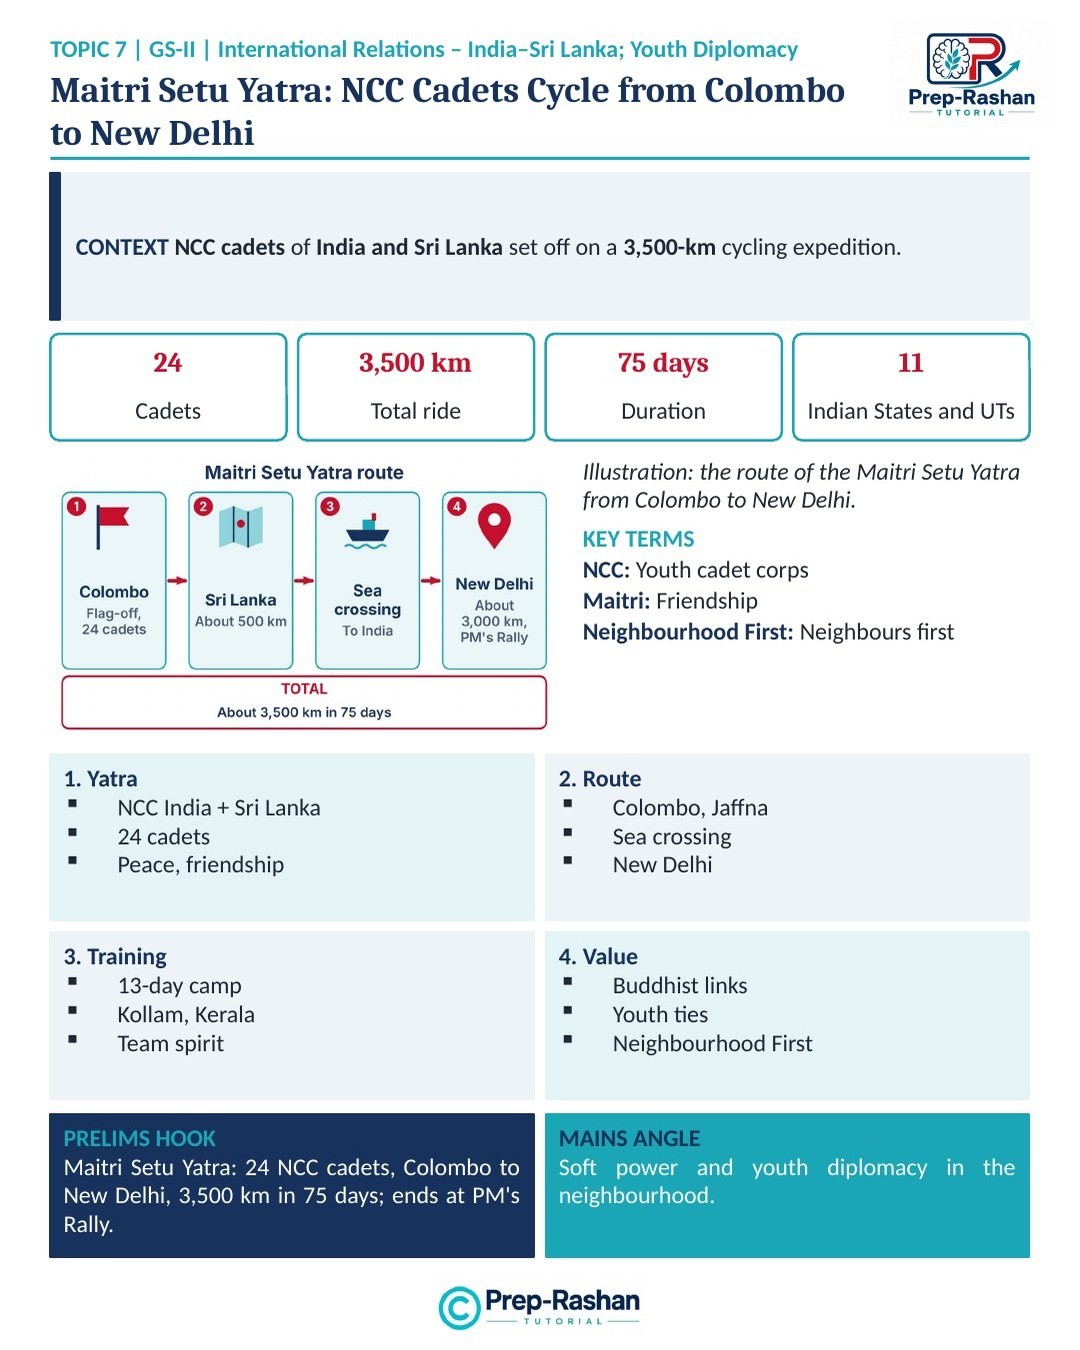 TOPIC 7 | GS-II | International Relations – India–Sri Lanka; Youth Diplomacy
Maitri Setu Yatra: NCC Cadets Cycle from Colombo
to New Delhi
Prep-Rashan
TUTORIAL
CONTEXT NCC cadets of India and Sri Lanka set off on a 3,500-km cycling expedition.
24
Cadets
3,500 km
Total ride
75 days
Duration
11
Indian States and UTs
Maitri Setu Yatra route
1
Colombo
Flag-off,
24 cadets
2
Sri Lanka
About 500 km
3
Sea
crossing
To India
4
New Delhi
About
3,000 km,
PM's Rally
TOTAL
About 3,500 km in 75 days
Illustration: the route of the Maitri Setu Yatra
from Colombo to New Delhi.
KEY TERMS
NCC: Youth cadet corps
Maitri: Friendship
Neighbourhood First: Neighbours first
1. Yatra
▪ NCC India + Sri Lanka
▪ 24 cadets
▪ Peace, friendship
2. Route
▪ Colombo, Jaffna
▪ Sea crossing
▪ New Delhi
3. Training
▪ 13-day camp
▪ Kollam, Kerala
▪ Team spirit
4. Value
▪ Buddhist links
▪ Youth ties
▪ Neighbourhood First
PRELIMS HOOK
Maitri Setu Yatra: 24 NCC cadets, Colombo to
New Delhi, 3,500 km in 75 days; ends at PM's
Rally.
MAINS ANGLE
Soft power and youth diplomacy in the
neighbourhood.
© Prep-Rashan
TUTORIAL